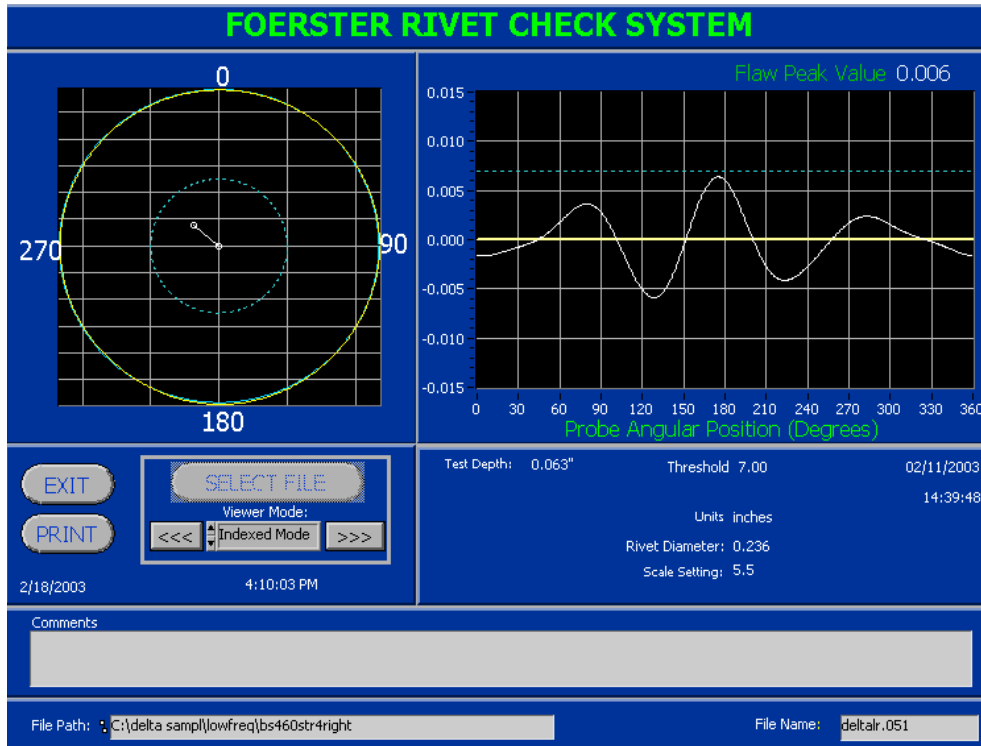 FOERSTER RIVET CHECK SYSTEM
0
270
90
180
Flaw Peak Value 0.006
0.015
0.010
0.005
0.000
-0.005
-0.010
-0.015
0 30 60 90 120 150 180 210 240 270 300 330 360
Probe Angular Position (Degrees)
EXIT
SELECT FILE
Viewer Mode:
PRINT
<<< Indexed Mode >>>
2/18/2003 4:10:03 PM
Test Depth: 0.063" Threshold 7.00 02/11/2003
14:39:48
Units inches
Rivet Diameter: 0.236
Scale Setting: 5.5
Comments
File Path: C:\delta sampl\lowfreq\bs460str4right File Name: deltalr.051